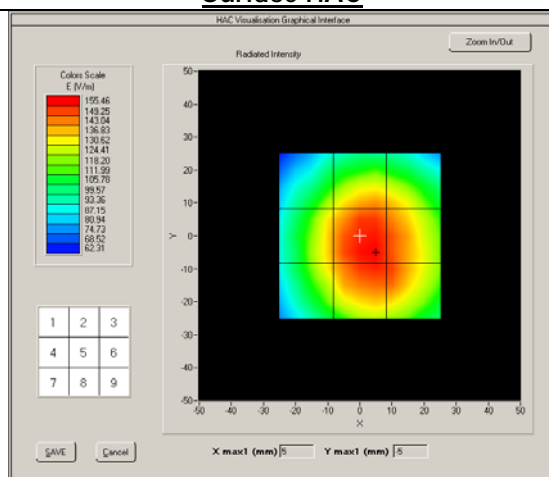 Surface HAC
HAC Visualisation Graphical Interface
Zoom In/Out
Radiated Intensity
Colors Scale
E (V/m)
155.46
149.25
143.04
136.83
130.62
124.41
118.20
111.99
105.78
99.57
93.36
87.15
80.94
74.73
68.52
62.31
50
40
30
20
10
0
-10
-20
-30
-40
-50
Y
-50 -40 -30 -20 -10 0 10 20 30 40 50
X
1 2 3
4 5 6
7 8 9
SAVE Cancel X max1 (mm) 5 Y max1 (mm) -5